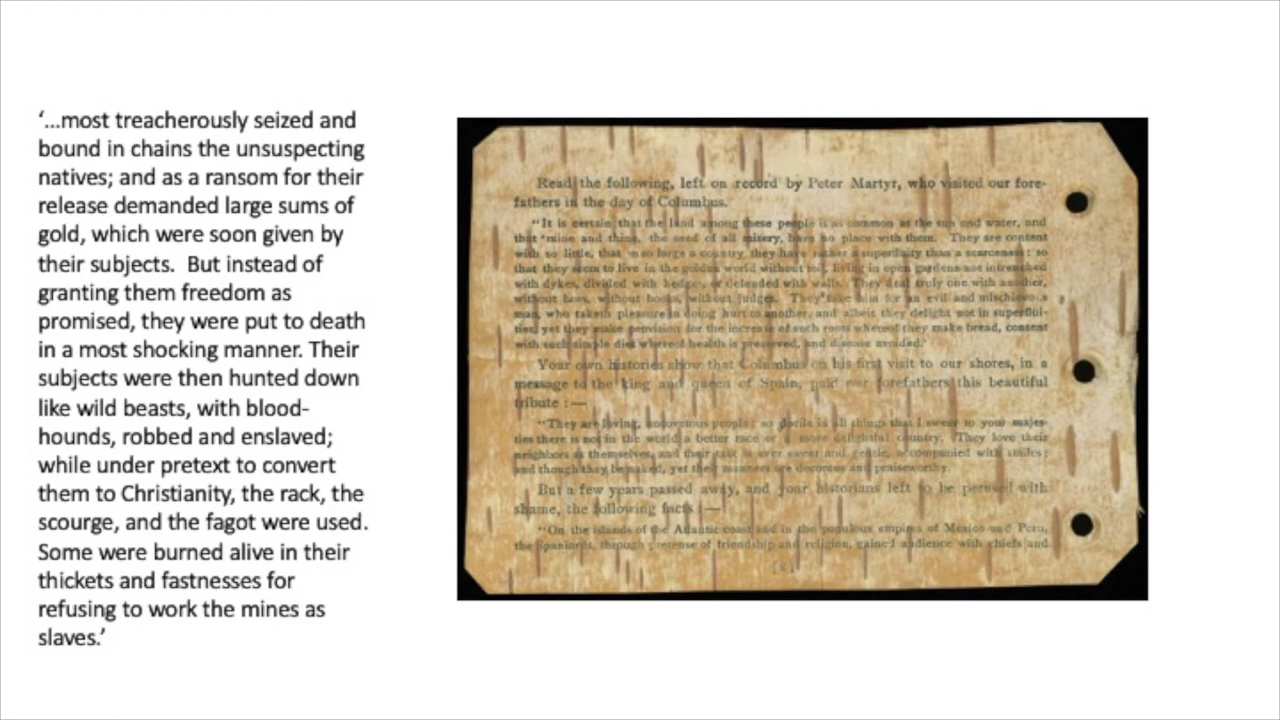 ‘...most treacherously seized and
bound in chains the unsuspecting
natives; and as a ransom for their
release demanded large sums of
gold, which were soon given by
their subjects.  But instead of
granting them freedom as
promised, they were put to death
in a most shocking manner. Their
subjects were then hunted down
like wild beasts, with blood-
hounds, robbed and enslaved;
while under pretext to convert
them to Christianity, the rack, the
scourge, and the fagot were used.
Some were burned alive in their
thickets and fastnesses for
refusing to work the mines as
slaves.’
Read the following, left on record by Peter Martyr, who visited our fore-
fathers in the day of Columbus.
"It is certain that the land among these people is as common as the sun and water, and
that 'mine and thine, the seed of all misery, have no place with them. They are content
with so little, that in so large a country they have rather a superfluity than a scarceness: so
that they seem to live in the golden world without toil, living in open gardens not intrenched
with dykes, divided with hedges, or defended with walls. They deal truly one with another,
without laws, without books, without judges. They take him for an evil and mischievous
man, who taketh pleasure in doing hurt to another, and albeit they delight not in superflui-
ties, yet they make provision for the increase of such roots whereof they make bread, content
with such simple diet whereof health is preserved, and disease avoided.'
Your own histories show that Columbus on his first visit to our shores, in a
message to the king and queen of Spain, paid our forefathers this beautiful
tribute :—
"They are loving, uncovetous people: so docile in all things that I swear to your majes-
ties there is not in the world a better race or a more delightful country. They love their
neighbors as themselves, and their talk is ever sweet and gentle, accompanied with smiles;
and though they be naked, yet their manners are decorous and praiseworthy.
But a few years passed away, and your historians left to be perused with
shame, the following facts :—
"On the islands of the Atlantic coast and in the populous empires of Mexico and Peru,
the Spaniards, through pretense of friendship and religion, gained audience with chiefs and